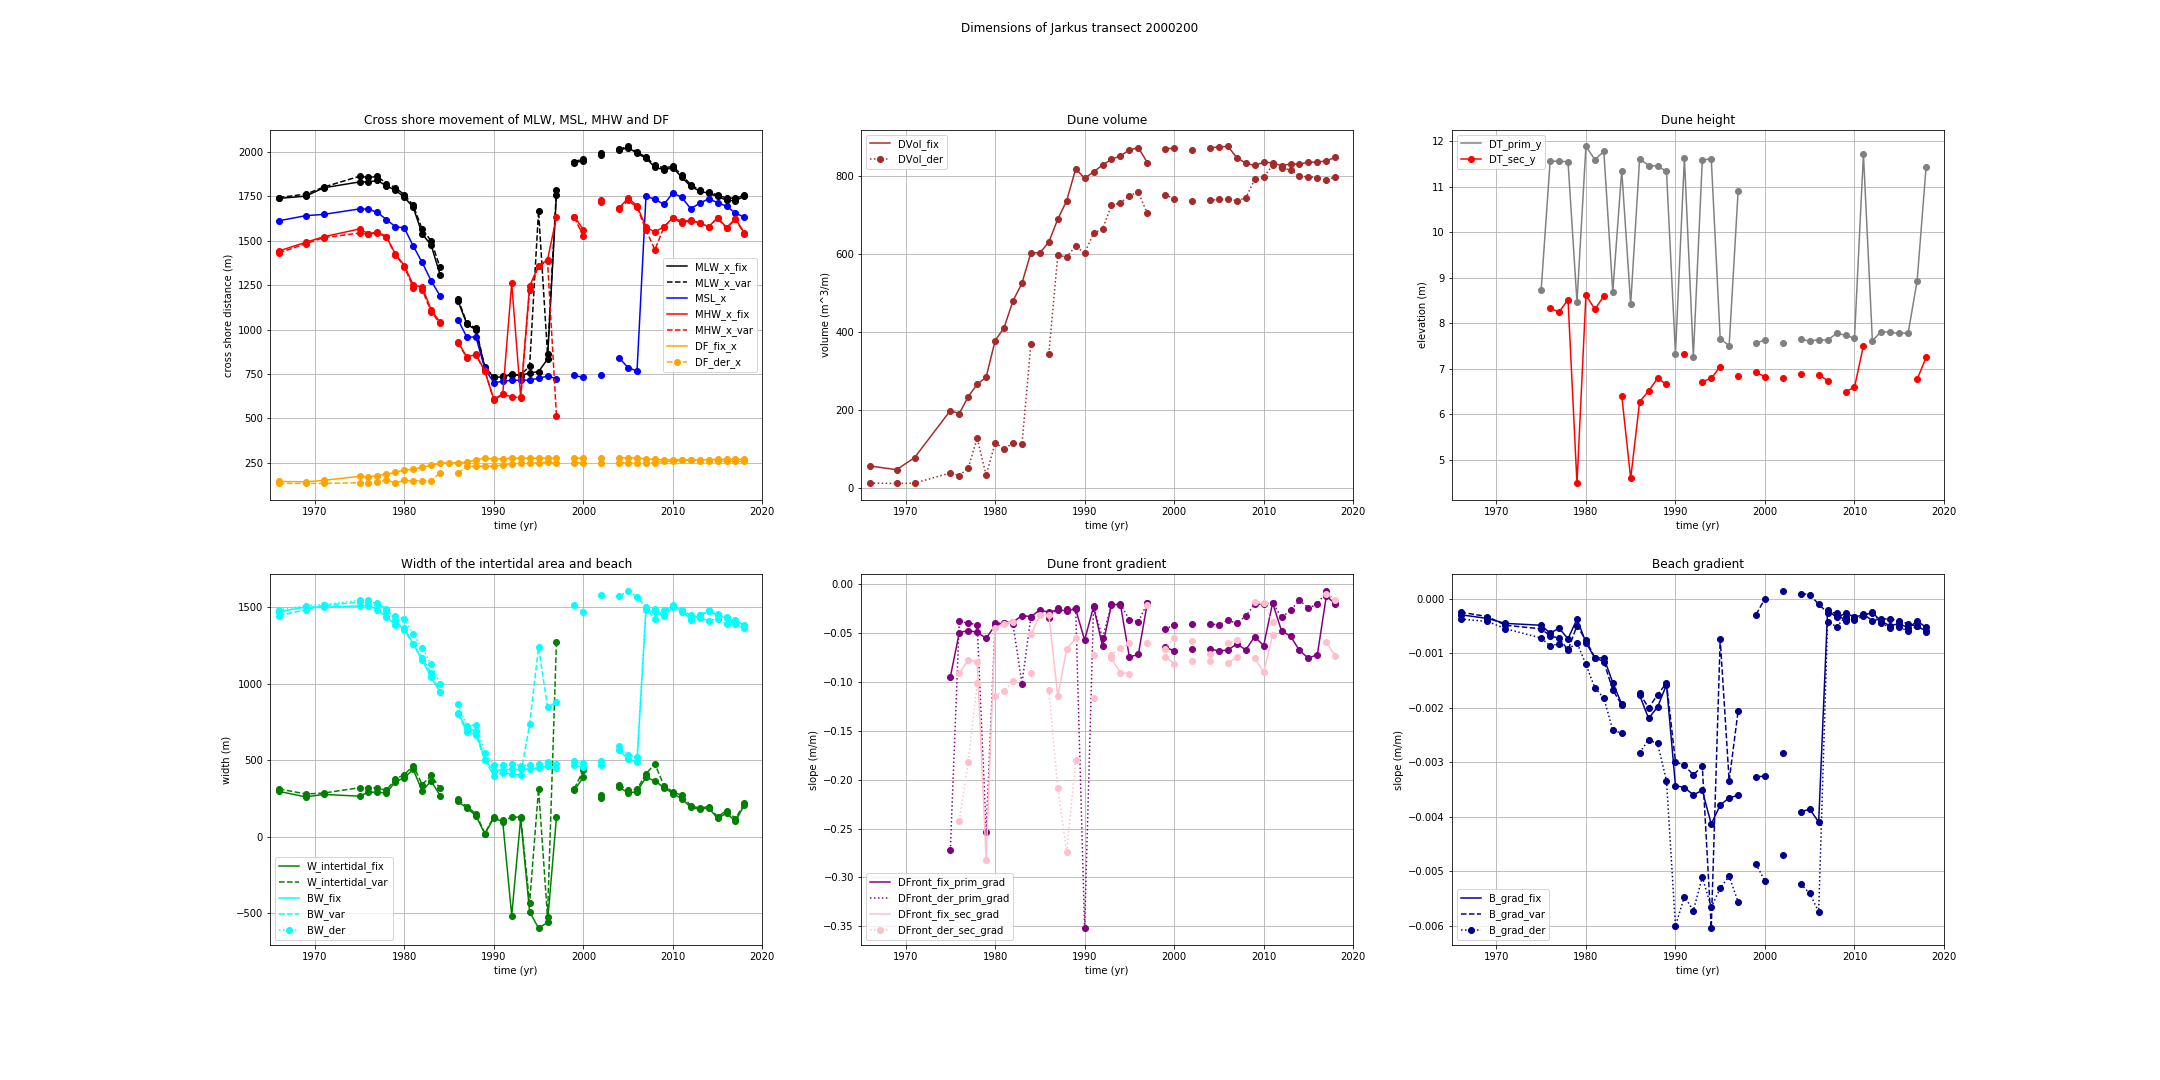 Dimensions of Jarkus transect 2000200
Cross shore movement of MLW, MSL, MHW and DF
cross shore distance (m)
2000
1750
1500
1250
1000
750
500
250
MLW_x_fix
MLW_x_var
MSL_x
MHW_x_fix
MHW_x_var
DF_fix_x
DF_der_x
1970 1980 1990 2000 2010 2020
time (yr)
Dune volume
volume (m^3/m)
800
600
400
200
0
DVol_fix
DVol_der
1970 1980 1990 2000 2010 2020
time (yr)
Dune height
elevation (m)
12
11
10
9
8
7
6
5
DT_prim_y
DT_sec_y
1970 1980 1990 2000 2010 2020
time (yr)
Width of the intertidal area and beach
width (m)
1500
1000
500
0
−500
W_intertidal_fix
W_intertidal_var
BW_fix
BW_var
BW_der
1970 1980 1990 2000 2010 2020
time (yr)
Dune front gradient
slope (m/m)
0.00
−0.05
−0.10
−0.15
−0.20
−0.25
−0.30
−0.35
DFront_fix_prim_grad
DFront_der_prim_grad
DFront_fix_sec_grad
DFront_der_sec_grad
1970 1980 1990 2000 2010 2020
time (yr)
Beach gradient
slope (m/m)
0.000
−0.001
−0.002
−0.003
−0.004
−0.005
−0.006
B_grad_fix
B_grad_var
B_grad_der
1970 1980 1990 2000 2010 2020
time (yr)